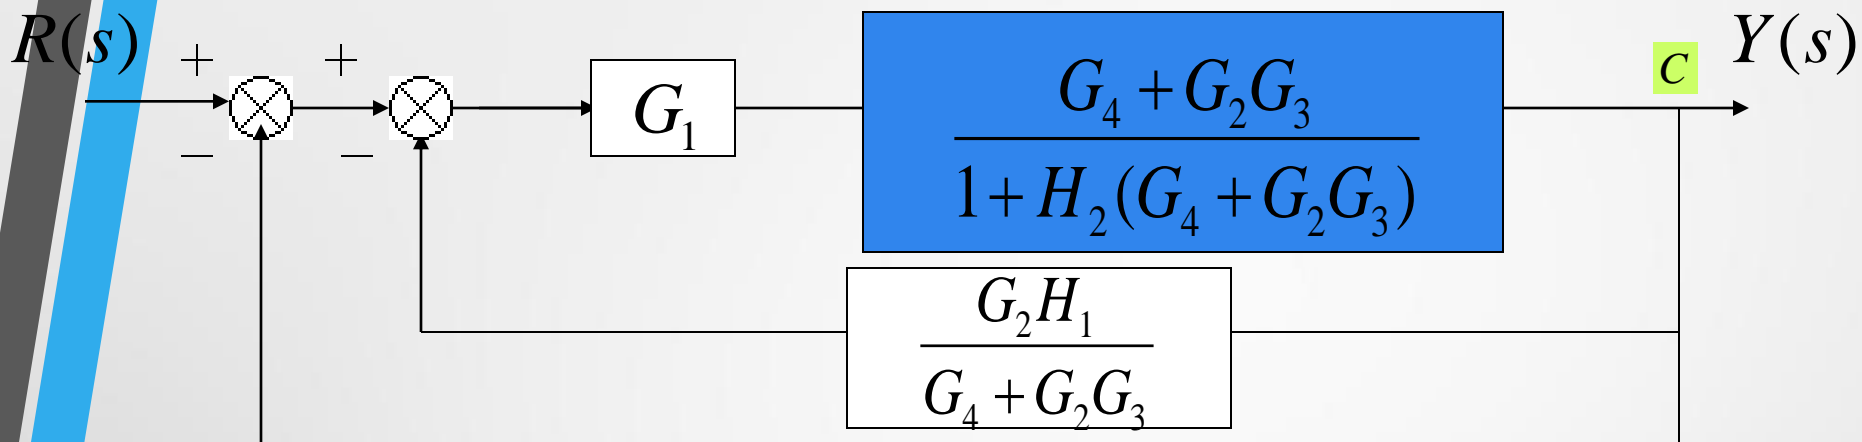 R(s) + + G₁ G₄ + G₂G₃ C Y(s)
− − 1 + H₂(G₄ + G₂G₃)
G₂H₁
G₄ + G₂G₃